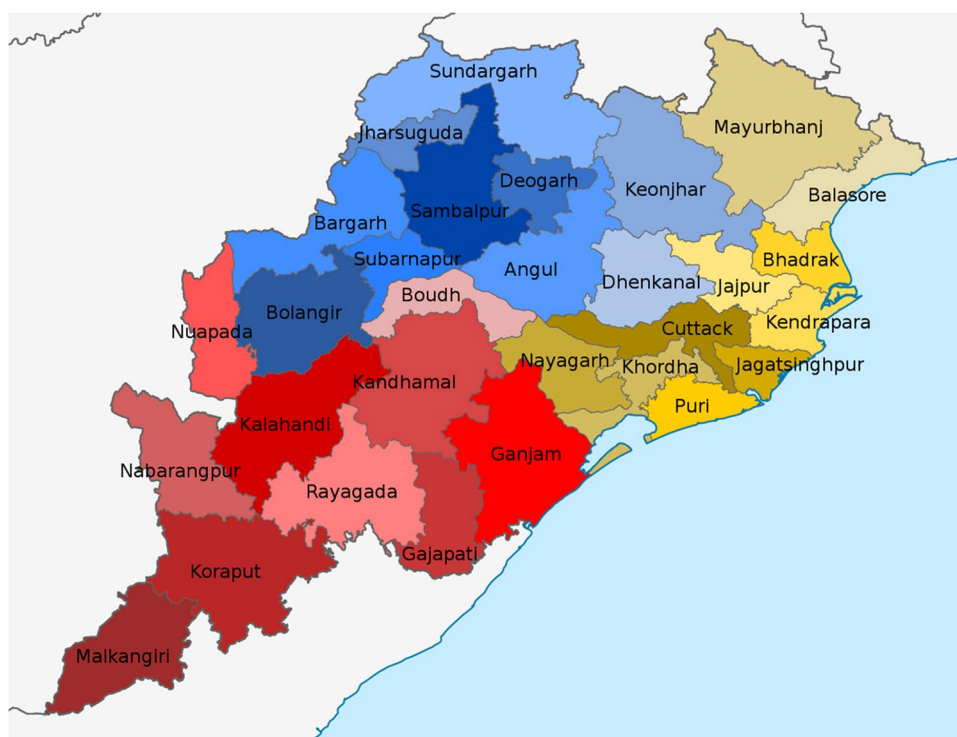 Sundargarh
Mayurbhanj
Jharsuguda
Deogarh
Keonjhar
Balasore
Sambalpur
Bargarh
Subarnapur
Angul
Bhadrak
Dhenkanal
Jajpur
Boudh
Bolangir
Kendrapara
Nuapada
Cuttack
Nayagarh
Khordha
Jagatsinghpur
Kandhamal
Puri
Kalahandi
Ganjam
Nabarangpur
Rayagada
Gajapati
Koraput
Malkangiri